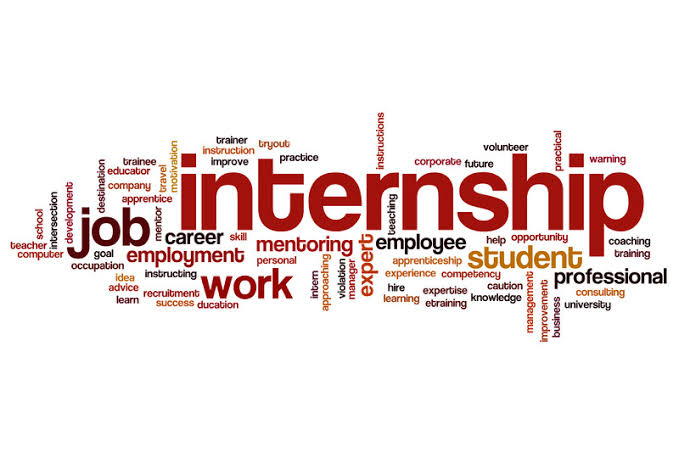 internship
job
work
student
mentoring
employment
career
employee
professional
expert
trainer
instruction
tryout
improve
practice
trainee
educator
company
apprentice
travel
motivation
destination
mentor
development
intersection
school
teacher
computer
goal
occupation
skill
personal
instructing
idea
advice
learn
recruitment
success
ducation
intern
approaching
violation
manager
instructions
teaching
corporate
future
volunteer
practical
warning
help
opportunity
coaching
training
apprenticeship
experience
competency
hire
learning
expertise
etraining
caution
knowledge
management
improvement
business
consulting
university